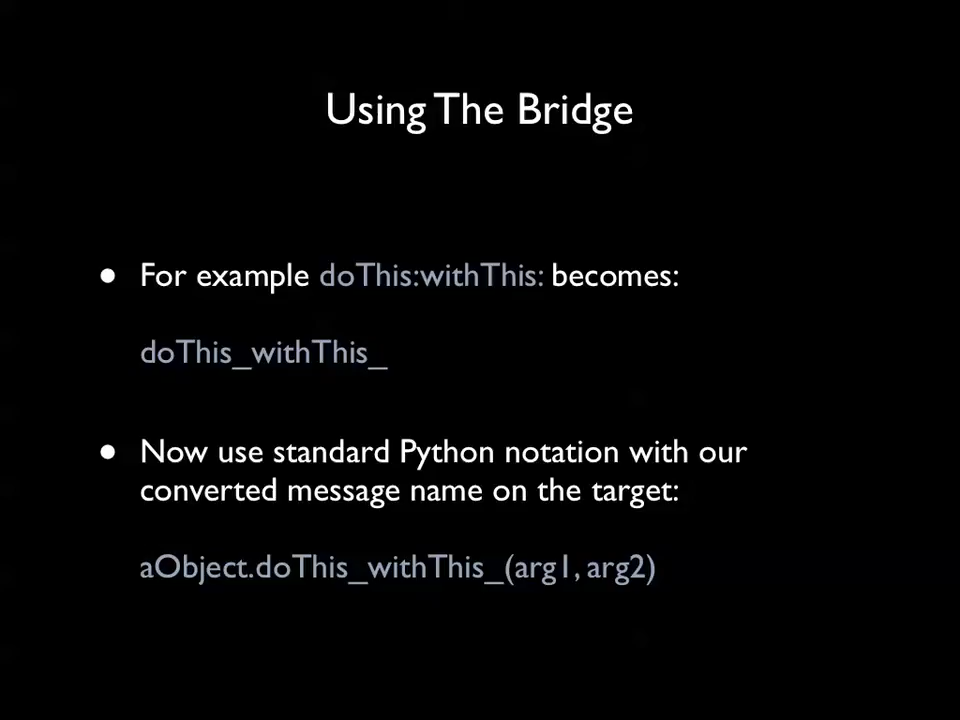 Using The Bridge
• For example doThis:withThis: becomes:
doThis_withThis_
• Now use standard Python notation with our
converted message name on the target:
aObject.doThis_withThis_(arg1, arg2)